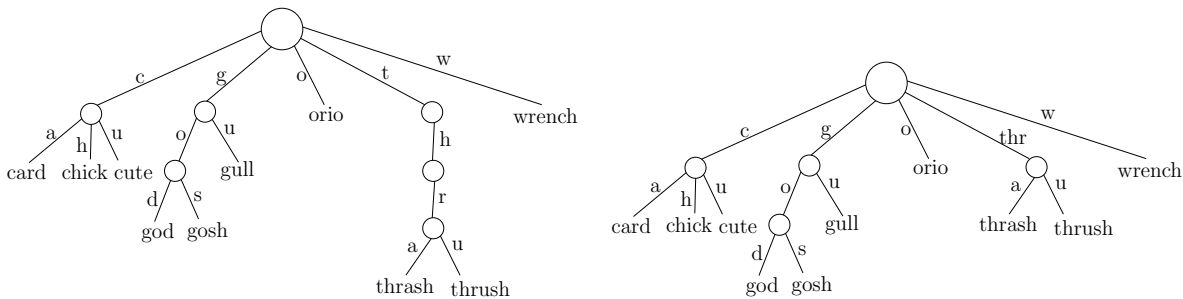 c g o t w
a h u o u orio h wrench
card chick cute d s gull r
god gosh a u
thrash thrush
c g o thr w
a h u o u orio a u wrench
card chick cute d s gull thrash thrush
god gosh